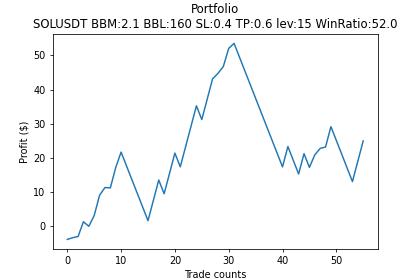 Portfolio
SOLUSDT BBM:2.1 BBL:160 SL:0.4 TP:0.6 lev:15 WinRatio:52.0
50
40
30
20
10
0
Profit ($)
0 10 20 30 40 50
Trade counts